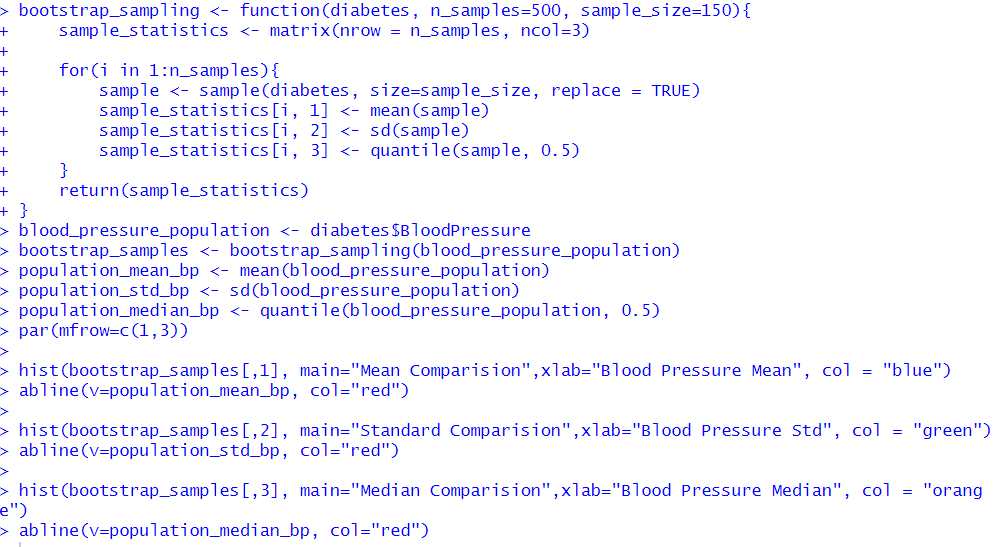 > bootstrap_sampling <- function(diabetes, n_samples=500, sample_size=150){
+     sample_statistics <- matrix(nrow = n_samples, ncol=3)
+
+     for(i in 1:n_samples){
+         sample <- sample(diabetes, size=sample_size, replace = TRUE)
+         sample_statistics[i, 1] <- mean(sample)
+         sample_statistics[i, 2] <- sd(sample)
+         sample_statistics[i, 3] <- quantile(sample, 0.5)
+     }
+     return(sample_statistics)
+ }
> blood_pressure_population <- diabetes$BloodPressure
> bootstrap_samples <- bootstrap_sampling(blood_pressure_population)
> population_mean_bp <- mean(blood_pressure_population)
> population_std_bp <- sd(blood_pressure_population)
> population_median_bp <- quantile(blood_pressure_population, 0.5)
> par(mfrow=c(1,3))
>
> hist(bootstrap_samples[,1], main="Mean Comparision",xlab="Blood Pressure Mean", col = "blue")
> abline(v=population_mean_bp, col="red")
>
> hist(bootstrap_samples[,2], main="Standard Comparision",xlab="Blood Pressure Std", col = "green")
> abline(v=population_std_bp, col="red")
>
> hist(bootstrap_samples[,3], main="Median Comparision",xlab="Blood Pressure Median", col = "orang
e")
> abline(v=population_median_bp, col="red")